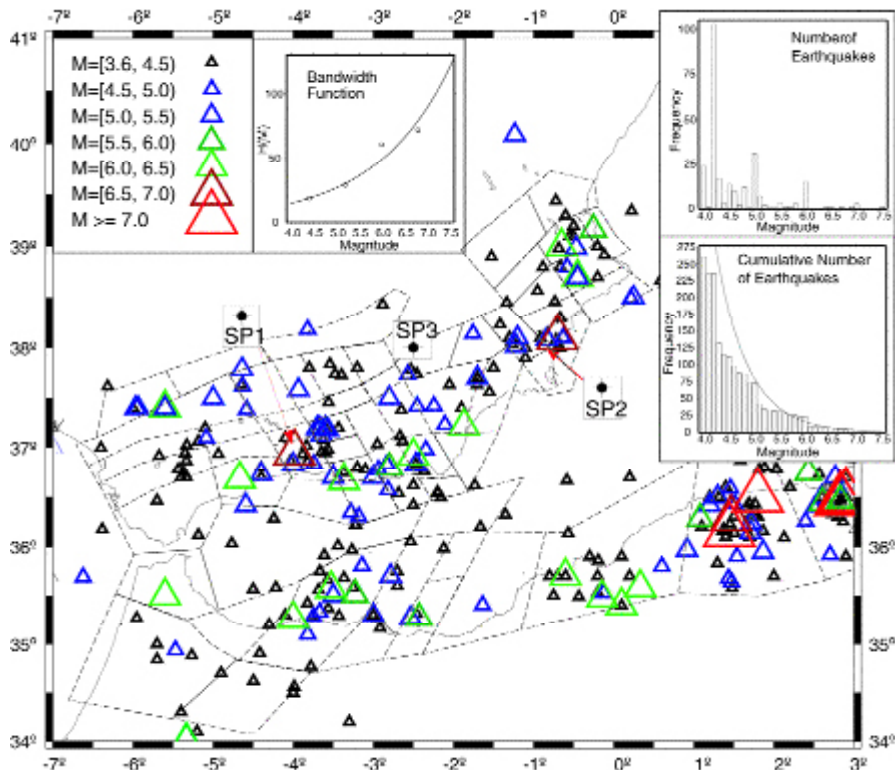 -7º -6º -5º -4º -3º -2º -1º 0º
41º
40º
39º
38º
37º
36º
35º
34º
M=[3.6, 4.5)
M=[4.5, 5.0)
M=[5.0, 5.5)
M=[5.5, 6.0)
M=[6.0, 6.5)
M=[6.5, 7.0)
M >= 7.0
Bandwidth
Function
100
50
0
4.0 4.5 5.0 5.5 6.0 6.5 7.0 7.5
Magnitude
Numberof
Earthquakes
Frequency
100
75
50
25
0
4.0 4.5 5.0 5.5 6.0 6.5 7.0 7.5
Magnitude
Cumulative Number
of Earthquakes
Frequency
275
250
225
200
175
150
125
100
75
50
25
0
4.0 4.5 5.0 5.5 6.0 6.5 7.0 7.5
Magnitude
SP1
SP3
SP2
36º
35º
34º
-7º -6º -5º -4º -3º -2º -1º 0º 1º 2º 3º